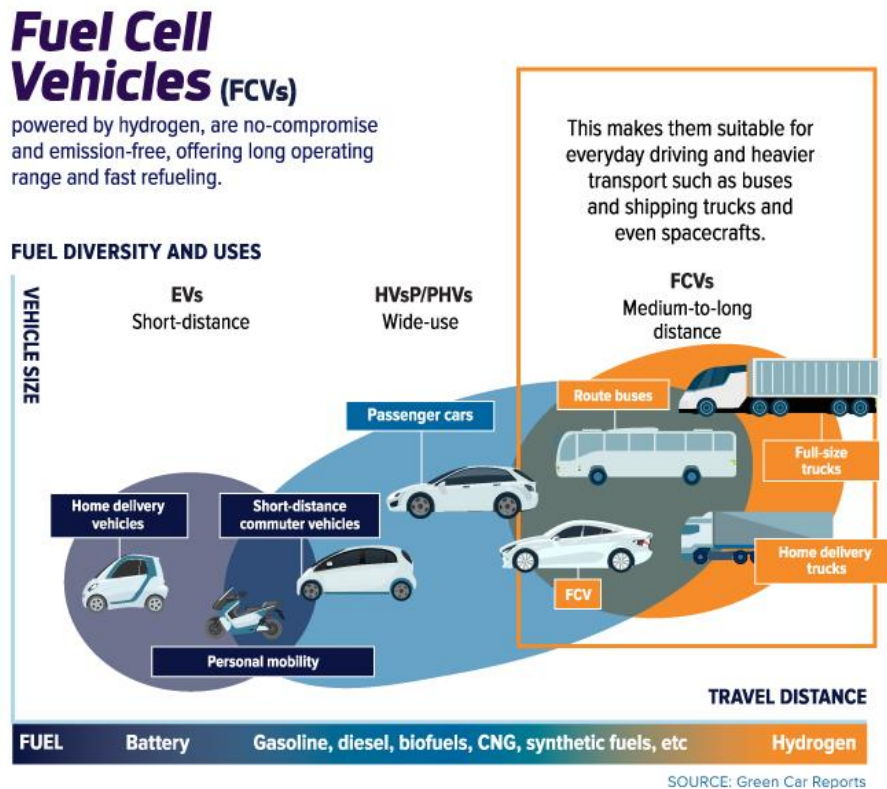 Fuel Cell
Vehicles (FCVs)
powered by hydrogen, are no-compromise
and emission-free, offering long operating
range and fast refueling.
This makes them suitable for
everyday driving and heavier
transport such as buses
and shipping trucks and
even spacecrafts.
FUEL DIVERSITY AND USES
VEHICLE SIZE
EVs
Short-distance
HVsP/PHVs
Wide-use
FCVs
Medium-to-long
distance
Passenger cars
Route buses
Full-size
trucks
Home delivery
vehicles
Short-distance
commuter vehicles
Home delivery
trucks
FCV
Personal mobility
TRAVEL DISTANCE
FUEL
Battery
Gasoline, diesel, biofuels, CNG, synthetic fuels, etc
Hydrogen
SOURCE: Green Car Reports